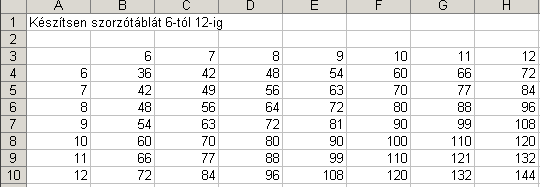 A B C D E F G H
1 Készítsen szorzótáblát 6-tól 12-ig
2
3 6 7 8 9 10 11 12
4 6 36 42 48 54 60 66 72
5 7 42 49 56 63 70 77 84
6 8 48 56 64 72 80 88 96
7 9 54 63 72 81 90 99 108
8 10 60 70 80 90 100 110 120
9 11 66 77 88 99 110 121 132
10 12 72 84 96 108 120 132 144